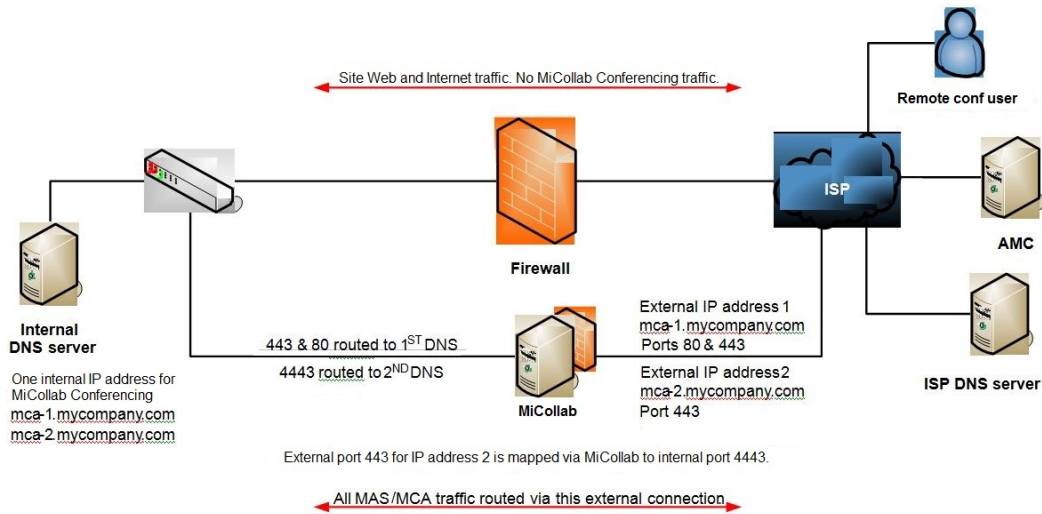 Site Web and Internet traffic. No MiCollab Conferencing traffic.
Remote conf user
ISP
AMC
Firewall
Internal
DNS server
One internal IP address for
MiCollab Conferencing
mca-1.mycompany.com
mca-2.mycompany.com
443 & 80 routed to 1ST DNS
4443 routed to 2ND DNS
MiCollab
External IP address 1
mca-1.mycompany.com
Ports 80 & 443
External IP address2
mca-2.mycompany.com
Port 443
ISP DNS server
External port 443 for IP address 2 is mapped via MiCollab to internal port 4443.
All MAS/MCA traffic routed via this external connection